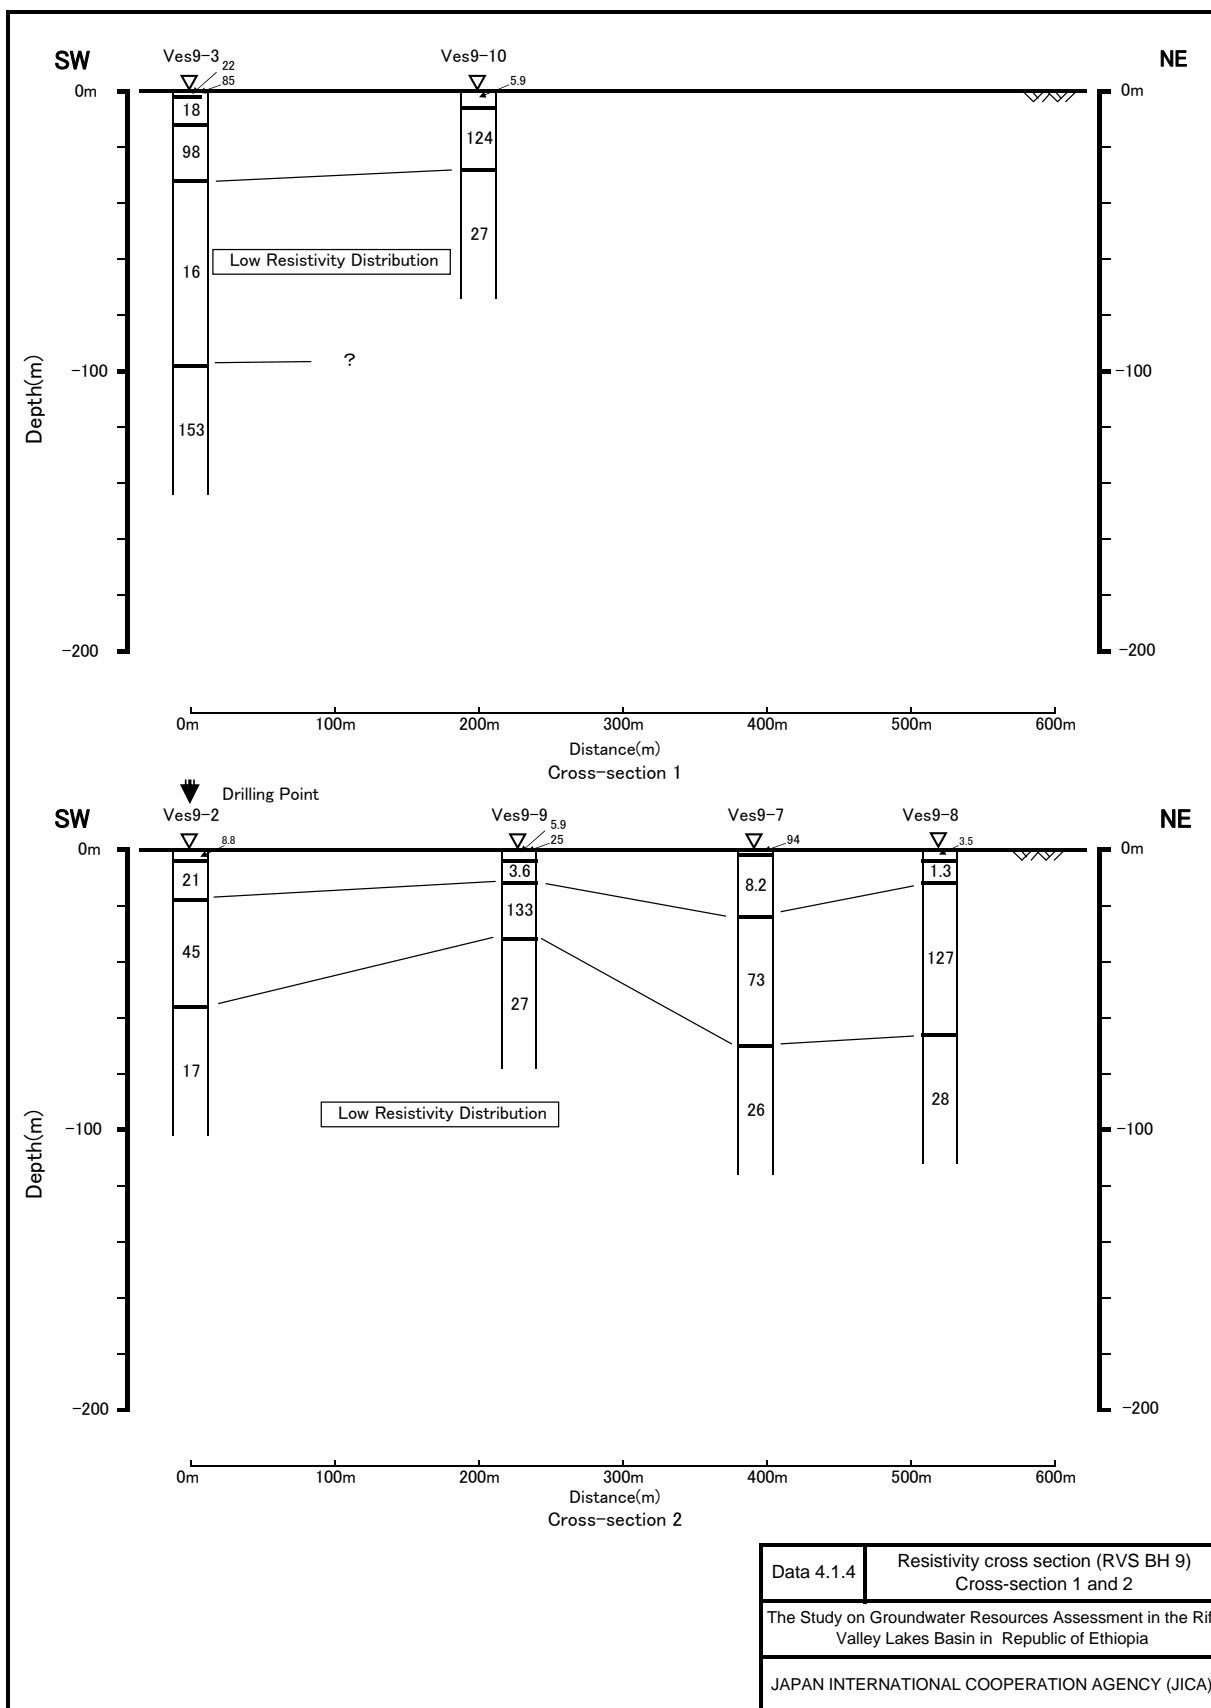 SW
Ves9-3
Ves9-10
NE
22
85
5.9
0m
0m
18
124
98
27
16
Low Resistivity Distribution
?
-100
-100
Depth(m)
153
-200
-200
0m 100m 200m 300m 400m 500m 600m
Distance(m)
Cross-section 1
Drilling Point
SW
Ves9-2
Ves9-9
Ves9-7
Ves9-8
NE
8.8
5.9
25
94
3.5
0m
0m
21
3.6
8.2
1.3
133
45
127
73
27
17
28
26
Low Resistivity Distribution
-100
-100
Depth(m)
-200
-200
0m 100m 200m 300m 400m 500m 600m
Distance(m)
Cross-section 2
Data 4.1.4
Resistivity cross section (RVS BH 9)
Cross-section 1 and 2
The Study on Groundwater Resources Assessment in the Rif
Valley Lakes Basin in Republic of Ethiopia
JAPAN INTERNATIONAL COOPERATION AGENCY (JICA)